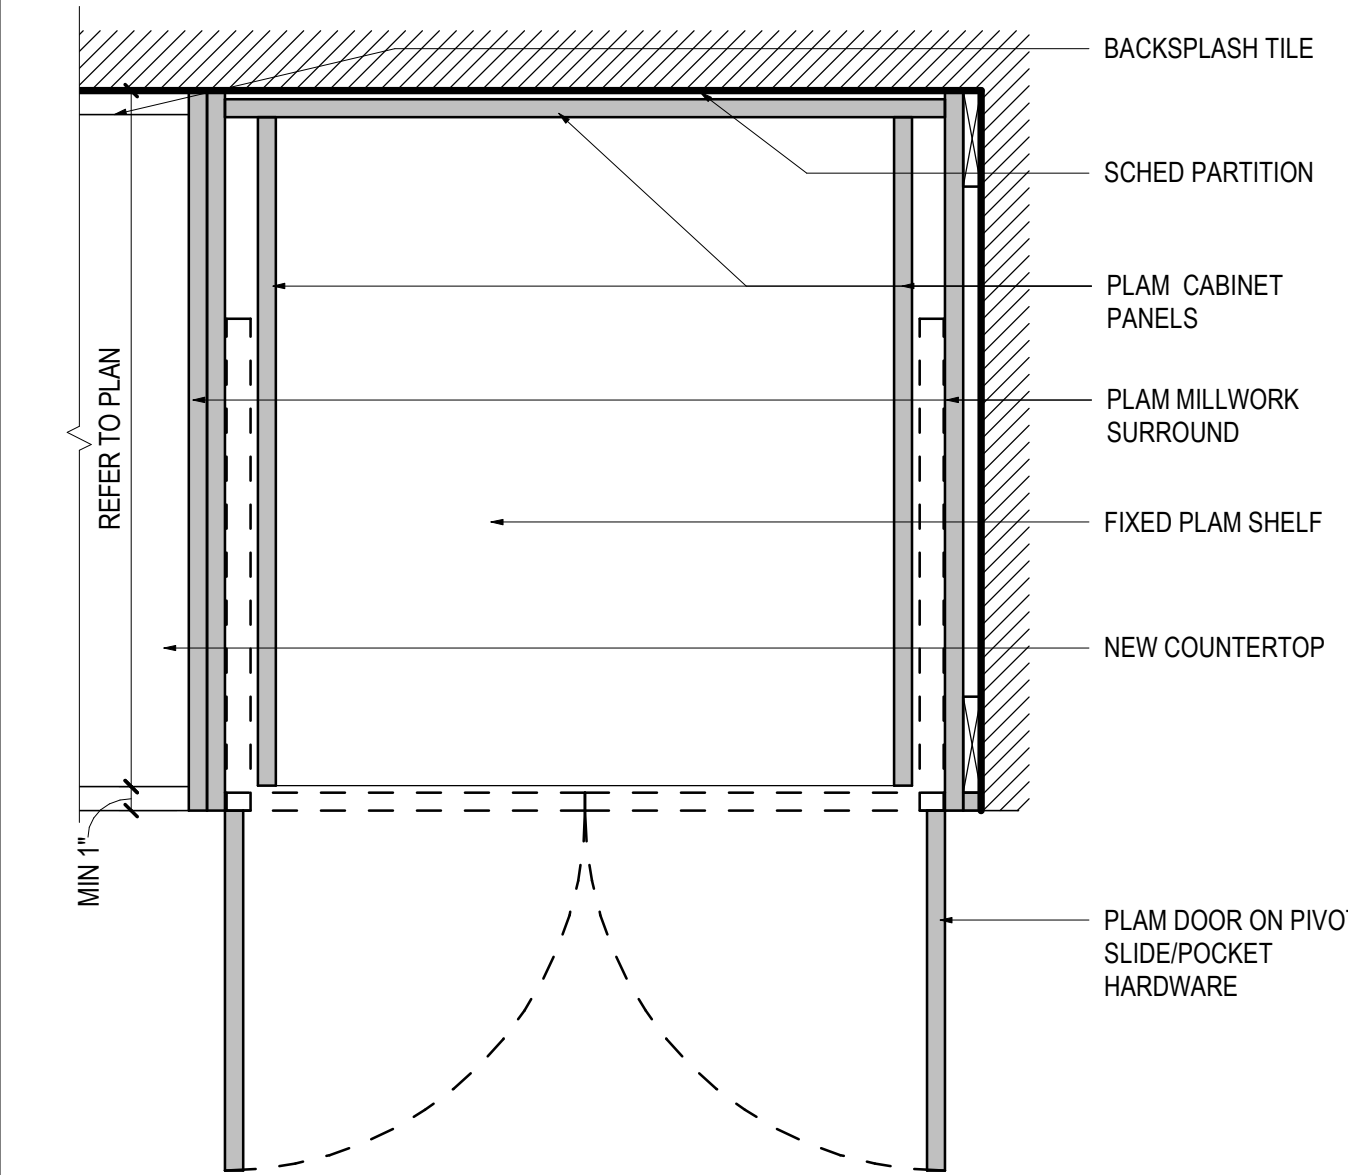 BACKSPLASH TILE
SCHED PARTITION
PLAM CABINET
PANELS
PLAM MILLWORK
SURROUND
FIXED PLAM SHELF
NEW COUNTERTOP
PLAM DOOR ON PIVOT
SLIDE/POCKET
HARDWARE
REFER TO PLAN
MIN 1"